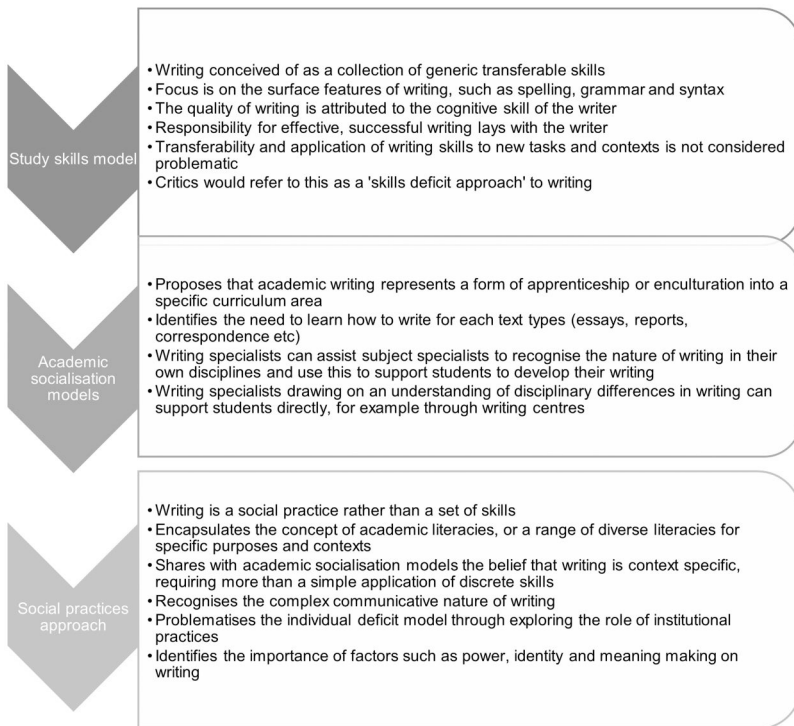 Study skills model
• Writing conceived of as a collection of generic transferable skills
• Focus is on the surface features of writing, such as spelling, grammar and syntax
• The quality of writing is attributed to the cognitive skill of the writer
• Responsibility for effective, successful writing lays with the writer
• Transferability and application of writing skills to new tasks and contexts is not considered
problematic
• Critics would refer to this as a 'skills deficit approach' to writing
Academic
socialisation
models
• Proposes that academic writing represents a form of apprenticeship or enculturation into a
specific curriculum area
• Identifies the need to learn how to write for each text types (essays, reports,
correspondence etc)
• Writing specialists can assist subject specialists to recognise the nature of writing in their
own disciplines and use this to support students to develop their writing
• Writing specialists drawing on an understanding of disciplinary differences in writing can
support students directly, for example through writing centres
Social practices
approach
• Writing is a social practice rather than a set of skills
• Encapsulates the concept of academic literacies, or a range of diverse literacies for
specific purposes and contexts
• Shares with academic socialisation models the belief that writing is context specific,
requiring more than a simple application of discrete skills
• Recognises the complex communicative nature of writing
• Problematises the individual deficit model through exploring the role of institutional
practices
• Identifies the importance of factors such as power, identity and meaning making on
writing